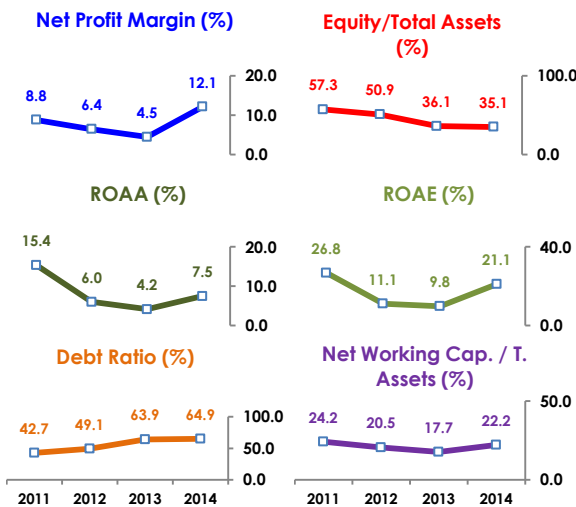 Net Profit Margin (%)
8.8 6.4 4.5 12.1
20.0
10.0
0.0
Equity/Total Assets
(%)
57.3 50.9 36.1 35.1
100.0
0.0
ROAA (%)
15.4 6.0 4.2 7.5
20.0
10.0
0.0
ROAE (%)
26.8 11.1 9.8 21.1
40.0
0.0
Debt Ratio (%)
42.7 49.1 63.9 64.9
100.0
50.0
0.0
2011 2012 2013 2014
Net Working Cap. / T.
Assets (%)
24.2 20.5 17.7 22.2
50.0
0.0
2011 2012 2013 2014